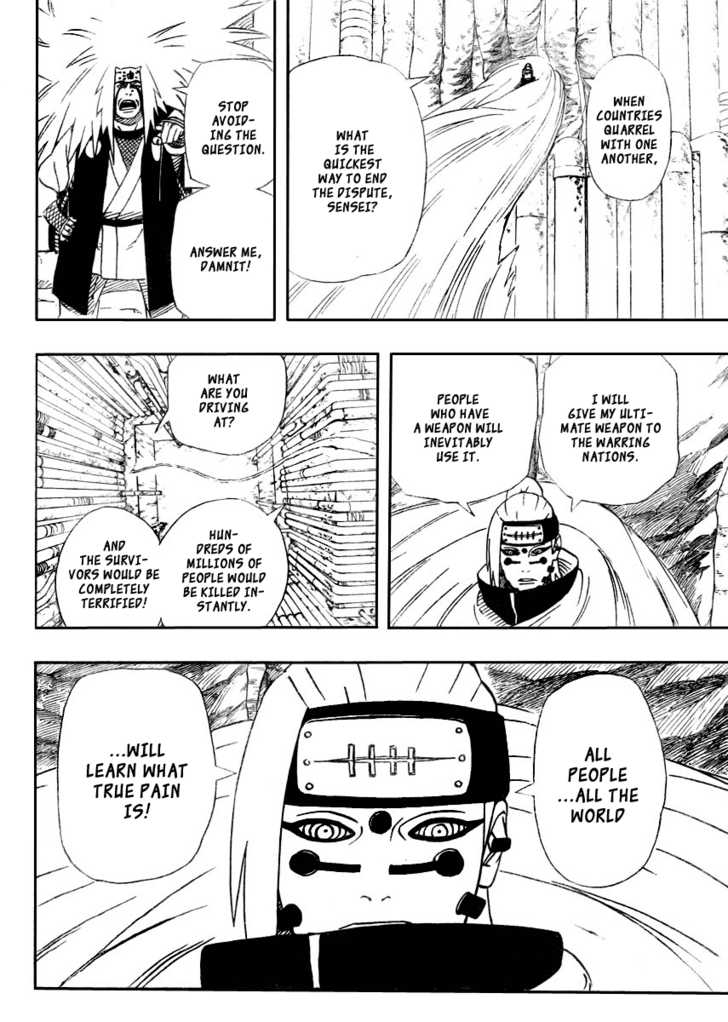 WHEN
COUNTRIES
QUARREL
WITH ONE
ANOTHER,
WHAT
IS THE
QUICKEST
WAY TO END
THE DISPUTE,
SENSEI?
STOP
AVOID-
ING THE
QUESTION.
ANSWER ME,
DAMNIT!
I WILL
GIVE MY ULTI-
MATE WEAPON TO
THE WARRING
NATIONS.
PEOPLE
WHO HAVE
A WEAPON WILL
INEVITABLY
USE IT.
WHAT
ARE YOU
DRIVING
AT?
HUN-
DREDS OF
MILLIONS OF
PEOPLE WOULD
BE KILLED IN-
STANTLY.
AND
THE SURVI-
VORS WOULD BE
COMPLETELY
TERRIFIED!
ALL
PEOPLE
...ALL THE
WORLD
...WILL
LEARN WHAT
TRUE PAIN
IS!